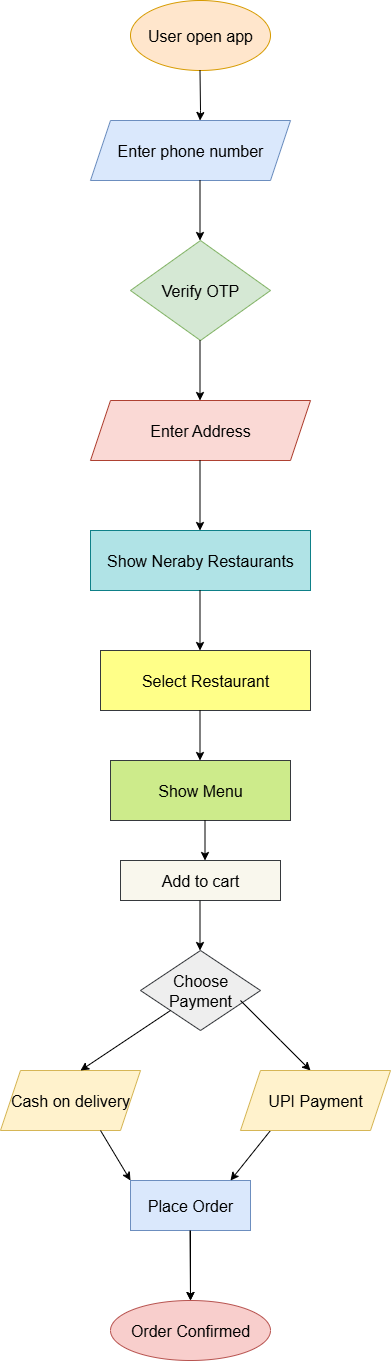 User open app
Enter phone number
Verify OTP
Enter Address
Show Neraby Restaurants
Select Restaurant
Show Menu
Add to cart
Choose
Payment
Cash on delivery
UPI Payment
Place Order
Order Confirmed